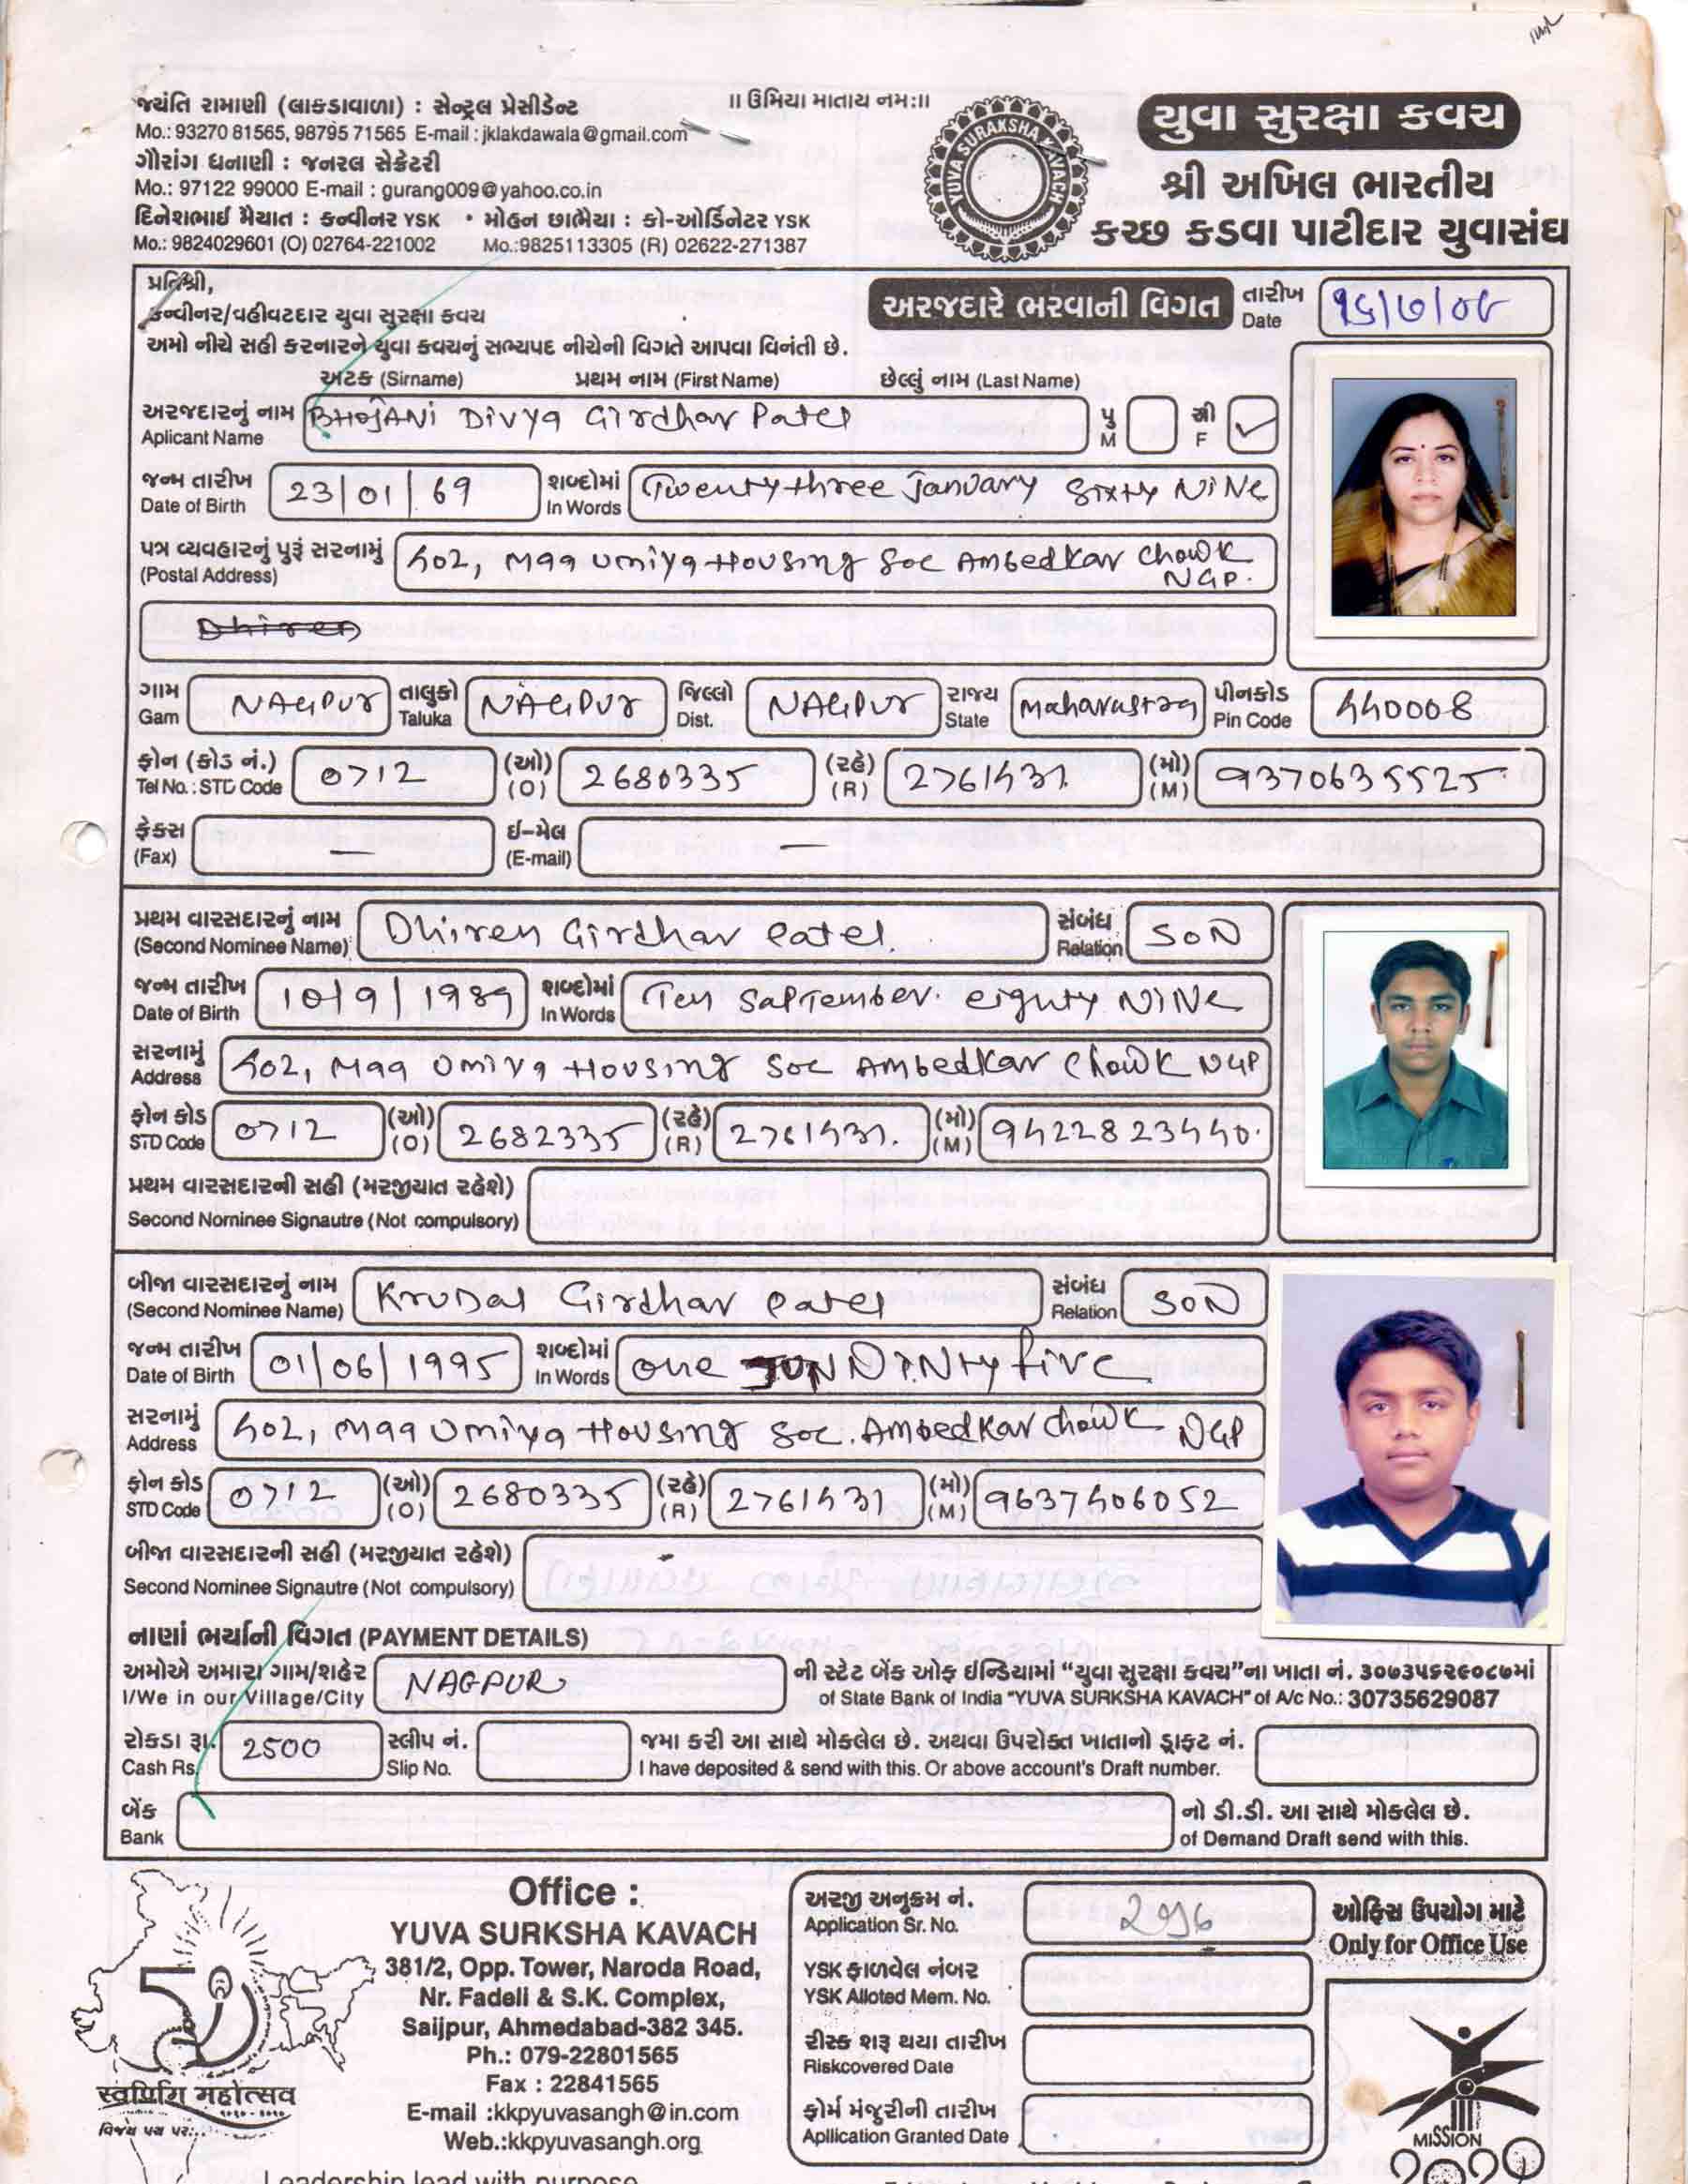 જયંતિ રામાણી (લાકડાવાળા) : સેન્ટ્રલ પ્રેસીડેન્ટ
Mo.: 93270 81565, 98795 71565 E-mail : jklakdawala@gmail.com
ગૌરાંગ ધનાણી : જનરલ સેક્રેટરી
Mo.: 97122 99000 E-mail : gurang009@yahoo.co.in
દિનેશભાઈ મૈયાત : કન્વીનર YSK • મોહન છાભૈયા : કો-ઓર્ડિનેટર YSK
Mo.: 9824029601 (O) 02764-221002 Mo.:9825113305 (R) 02622-271387
॥ ઉમિયા માતાય નમઃ॥
YUVA SURAKSHA KAVACH
યુવા સુરક્ષા કવચ
શ્રી અખિલ ભારતીય
કચ્છ કડવા પાટીદાર યુવાસંઘ
પ્રતિશ્રી,
કન્વીનર/વહીવટદાર યુવા સુરક્ષા કવચ
અમો નીચે સહી કરનારને યુવા કવચનું સભ્યપદ નીચેની વિગતે આપવા વિનંતી છે.
અરજદારે ભરવાની વિગત
તારીખ
Date
અટક (Sirname) પ્રથમ નામ (First Name) છેલ્લું નામ (Last Name)
અરજદારનું નામ BHOJANI Divya Girdhar Patel પુ સ્ત્રી ✓
Aplicant Name M F
જન્મ તારીખ 23/01/69 શબ્દોમાં Twenty three January Sixty NiNe
Date of Birth In Words
પત્ર વ્યવહારનું પુરૂં સરનામું 402, Maa Umiya Housing Soc Ambedkar Chowk
(Postal Address) NGP.
Dhiren
ગામ NAGPUR તાલુકો NAGPUR જિલ્લો NAGPUR રાજ્ય Maharastra પીનકોડ 440008
Gam Taluka Dist. State Pin Code
ફોન (કોડ નં.) 0712 (ઓ) 2680335 (રહે) 2761431. (મો) 9370635525
Tel No.: STD Code (O) (R) (M)
ફેક્સ — ઈ-મેલ —
(Fax) (E-mail)
પ્રથમ વારસદારનું નામ Dhiren Girdhar Patel. સંબંધ SON
(Second Nominee Name) Relation
જન્મ તારીખ 10/9/1989 શબ્દોમાં Ten Saptember. eighty NiNe
Date of Birth In Words
સરનામું 402, Maa Umiya Housing Soc Ambedkar Chowk NGP
Address
ફોન કોડ 0712 (ઓ) 2682335 (રહે) 2761431. (મો) 9422823440.
STD Code (O) (R) (M)
પ્રથમ વારસદારની સહી (મરજીયાત રહેશે)
Second Nominee Signautre (Not compulsory)
બીજા વારસદારનું નામ Krunal Girdhar Patel સંબંધ SON
(Second Nominee Name) Relation
જન્મ તારીખ 01/06/1995 શબ્દોમાં one JUN NiNty five
Date of Birth In Words
સરનામું 402, Maa Umiya Housing Soc. Ambedkar Chowk NGP
Address
ફોન કોડ 0712 (ઓ) 2680335 (રહે) 2761431 (મો) 9637406052
STD Code (O) (R) (M)
બીજા વારસદારની સહી (મરજીયાત રહેશે)
Second Nominee Signautre (Not compulsory)
નાણાં ભર્યાની વિગત (PAYMENT DETAILS)
અમોએ અમારા ગામ/શહેર NAGPUR ની સ્ટેટ બેંક ઓફ ઈન્ડિયામાં “યુવા સુરક્ષા કવચ”ના ખાતા નં. ૩૦૭૩૫૬૨૯૦૮૭માં
I/We in our Village/City of State Bank of India "YUVA SURKSHA KAVACH" of A/c No.: 30735629087
રોકડા રૂા. 2500 સ્લીપ નં. જમા કરી આ સાથે મોકલેલ છે. અથવા ઉપરોક્ત ખાતાનો ડ્રાફ્ટ નં.
Cash Rs. Slip No. I have deposited & send with this. Or above account's Draft number.
બેંક નો ડી.ડી. આ સાથે મોકલેલ છે.
Bank of Demand Draft send with this.
50
स्वर्णिम महोत्सव
વિજય પથ પર...
Office :
YUVA SURKSHA KAVACH
381/2, Opp. Tower, Naroda Road,
Nr. Fadeli & S.K. Complex,
Saijpur, Ahmedabad-382 345.
Ph.: 079-22801565
Fax : 22841565
E-mail :kkpyuvasangh@in.com
Web.:kkpyuvasangh.org
Leadership lead with purpose
અરજી અનુક્રમ નં. 296
Application Sr. No.
YSK ફાળવેલ નંબર
YSK Alloted Mem. No.
રીસ્ક શરૂ થયા તારીખ
Riskcovered Date
ફોર્મ મંજુરીની તારીખ
Apllication Granted Date
ઓફિસ ઉપયોગ માટે
Only for Office Use
MISSION
2020